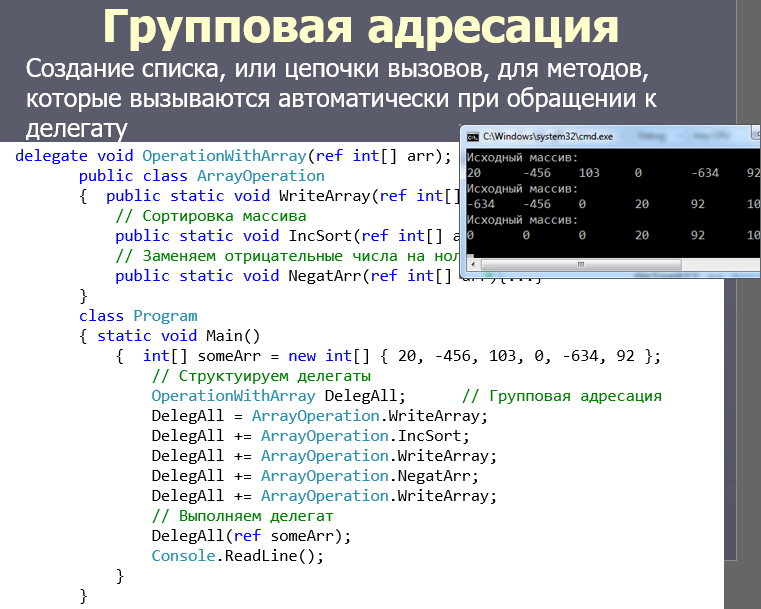 Групповая адресация
Создание списка, или цепочки вызовов, для методов,
которые вызываются автоматически при обращении к
делегату
delegate void OperationWithArray(ref int[] arr);
public class ArrayOperation
{ public static void WriteArray(ref int[]
// Сортировка массива
public static void IncSort(ref int[] a
// Заменяем отрицательные числа на нол
public static void NegatArr(ref int[] arr){...}
}
class Program
{ static void Main()
{ int[] someArr = new int[] { 20, -456, 103, 0, -634, 92 };
// Структуируем делегаты
OperationWithArray DelegAll; // Групповая адресация
DelegAll = ArrayOperation.WriteArray;
DelegAll += ArrayOperation.IncSort;
DelegAll += ArrayOperation.WriteArray;
DelegAll += ArrayOperation.NegatArr;
DelegAll += ArrayOperation.WriteArray;
// Выполняем делегат
DelegAll(ref someArr);
Console.ReadLine();
}
}
C:\Windows\system32\cmd.exe
Исходный массив:
20 -456 103 0 -634 92
Исходный массив:
-634 -456 0 20 92 10
Исходный массив:
0 0 0 20 92 10